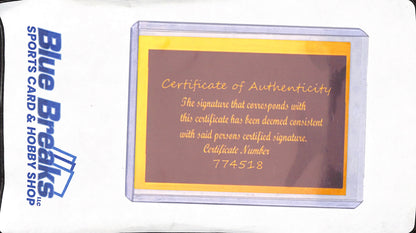 Blue Breaks LLC
SPORTS CARD & HOBBY SHOP
Certificate of Authenticity
The signature that corresponds with
this certificate has been deemed consistent
with said persons certified signature.
Certificate Number
774518